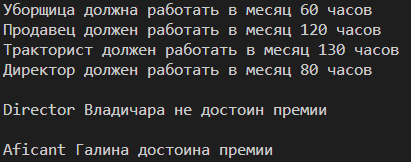 Уборщица должна работать в месяц 60 часов
Продавец должен работать в месяц 120 часов
Тракторист должен работать в месяц 130 часов
Директор должен работать в месяц 80 часов
Director Владичара не достоин премии
Aficant Галина достоина премии